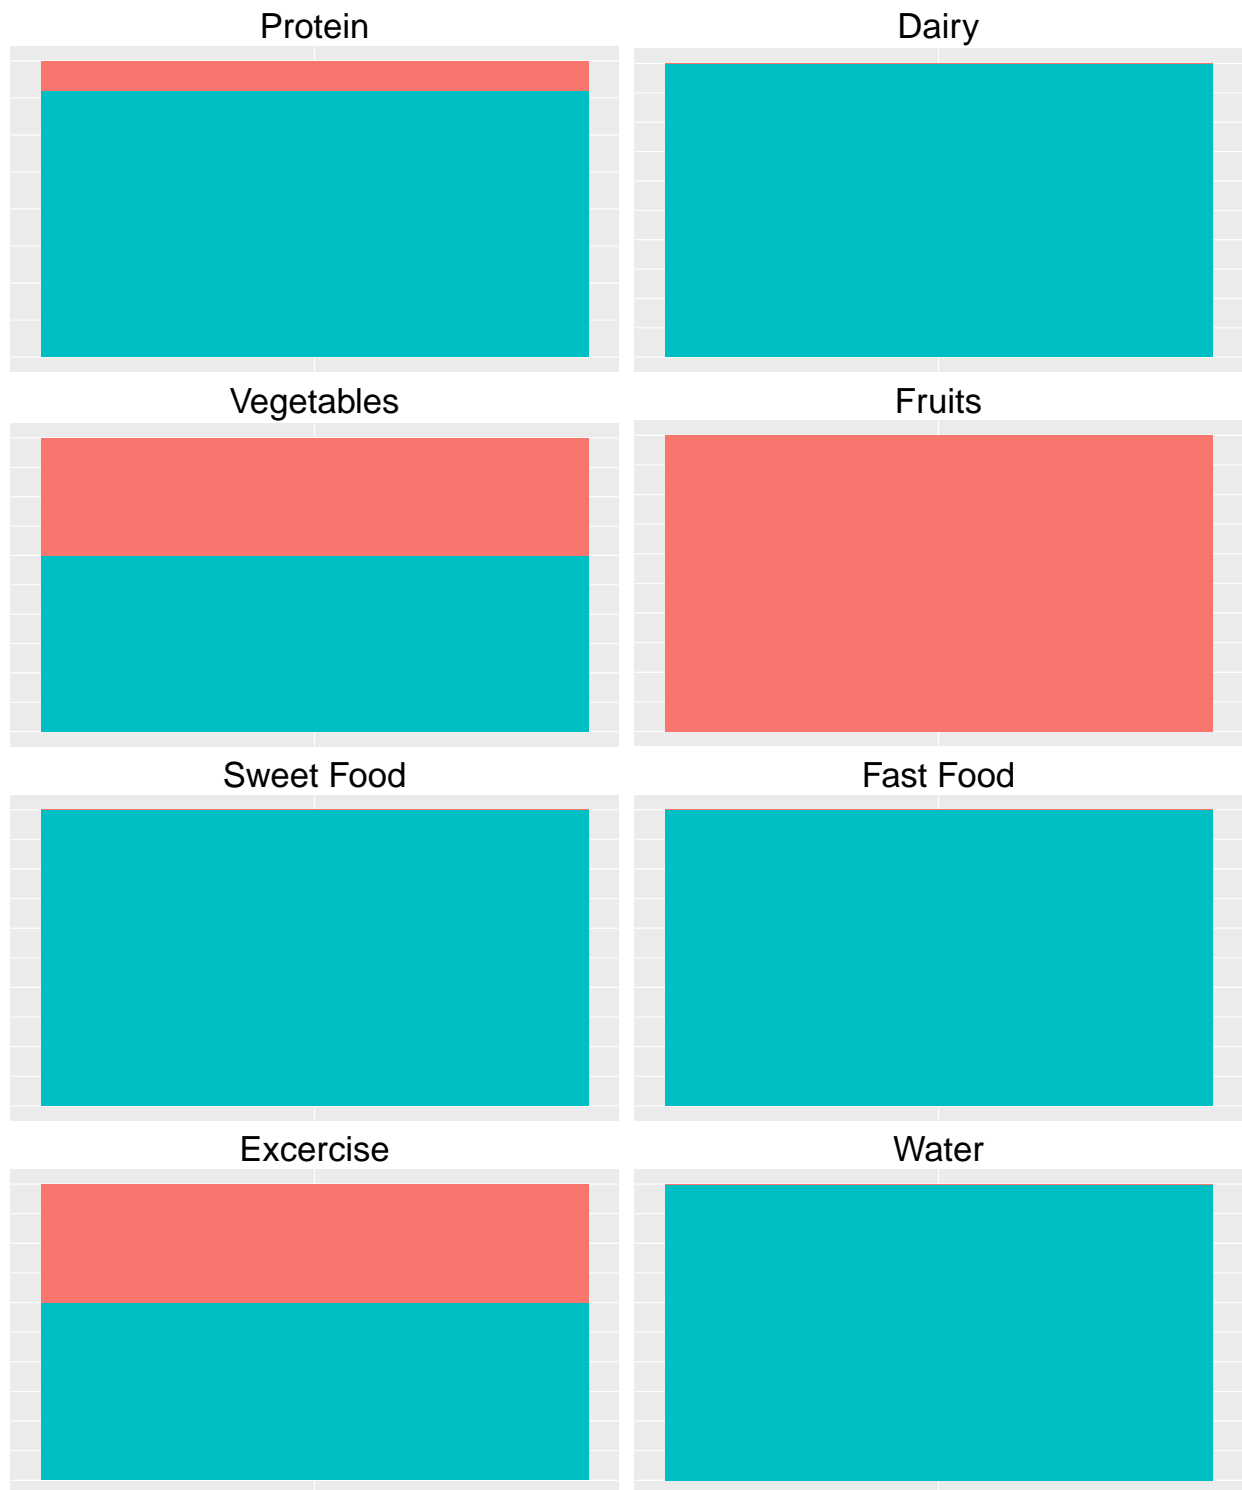 Protein
Dairy
Vegetables
Fruits
Sweet Food
Fast Food
Excercise
Water